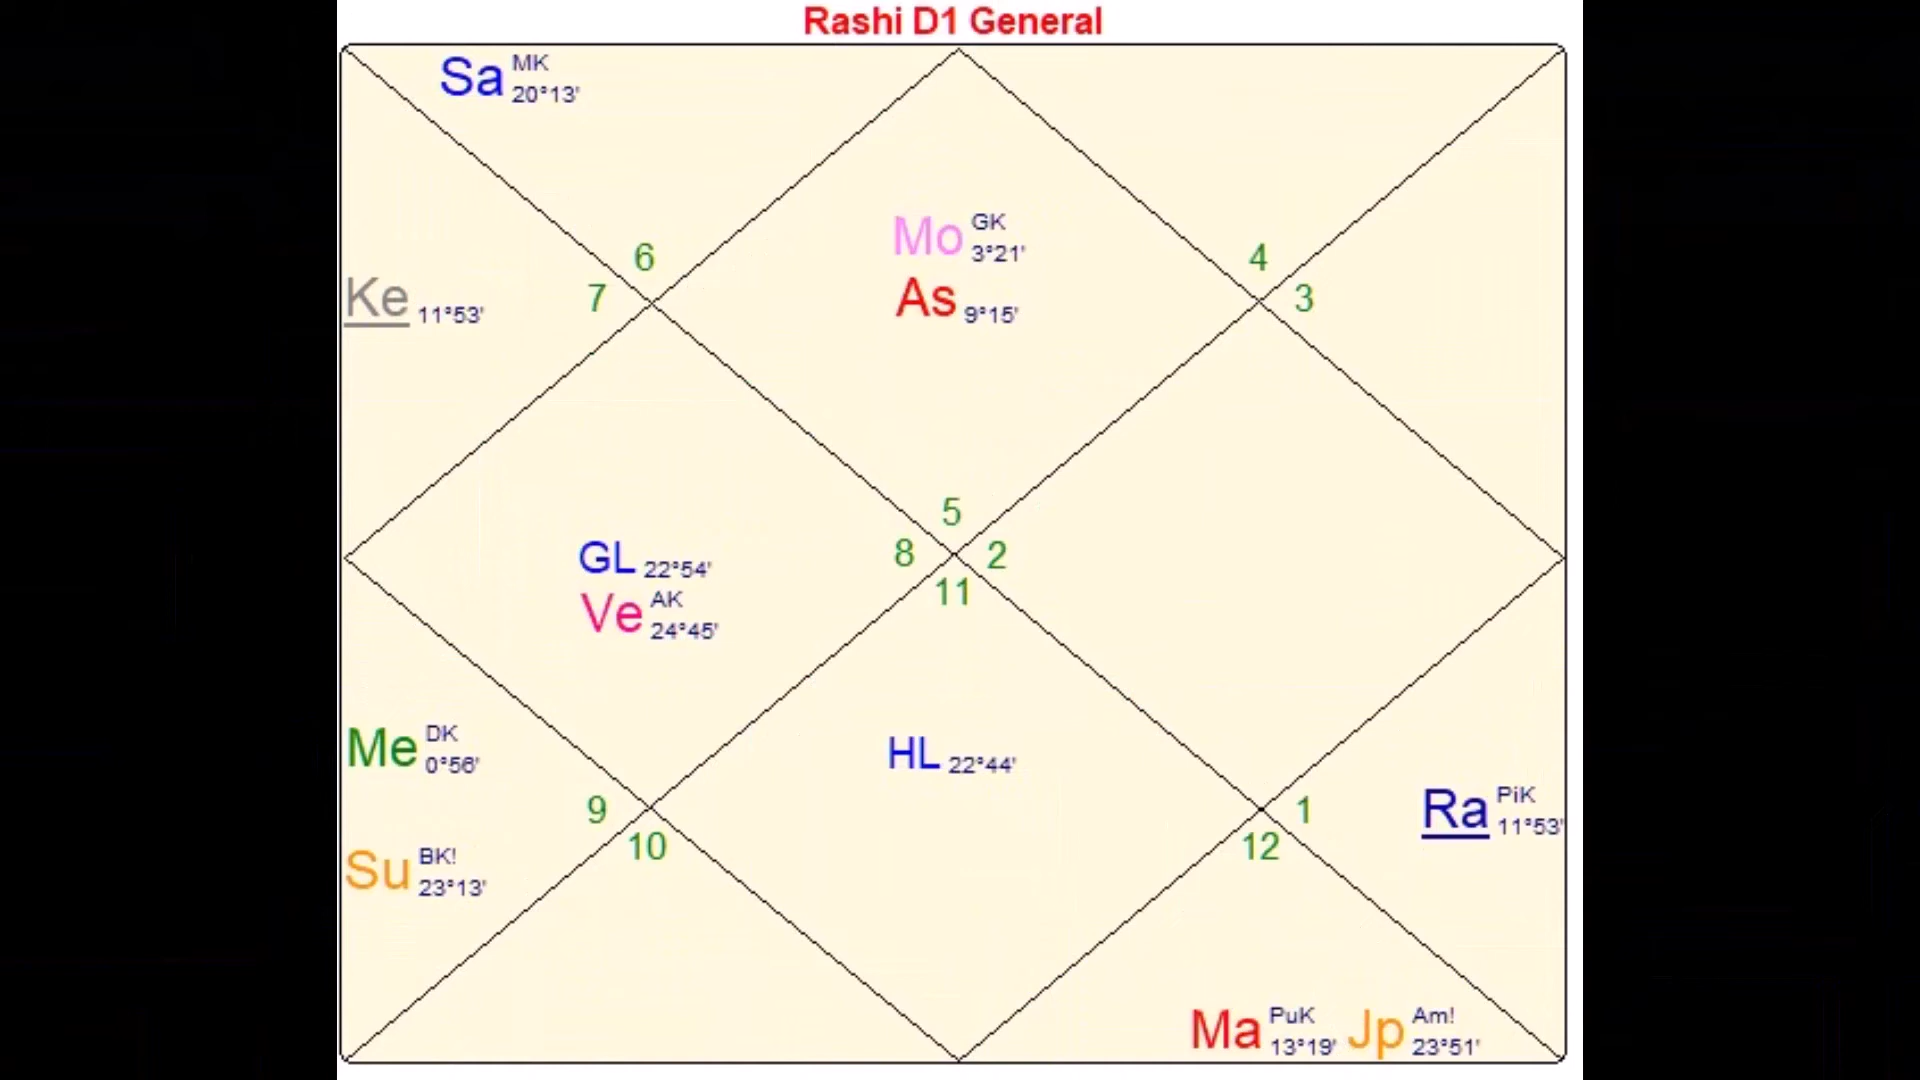 Rashi D1 General
Sa MK 20°13'
Mo GK 3°21'
As 9°15'
6
4
Ke 11°53'
7
3
5
8
2
11
GL 22°54'
Ve AK 24°45'
Me DK 0°56'
HL 22°44'
9
1
Ra PiK 11°53'
10
12
Su BK! 23°13'
Ma PuK 13°19' Jp Am! 23°51'